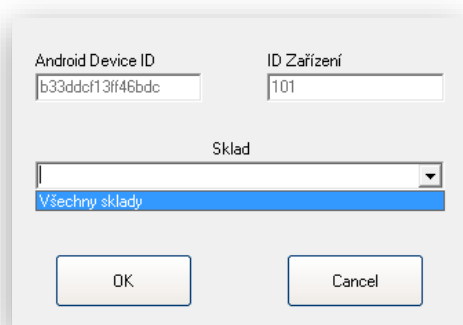 Android Device ID
ID Zařízení
b33ddcf13ff46bdc
101
Sklad
Všechny sklady
OK
Cancel